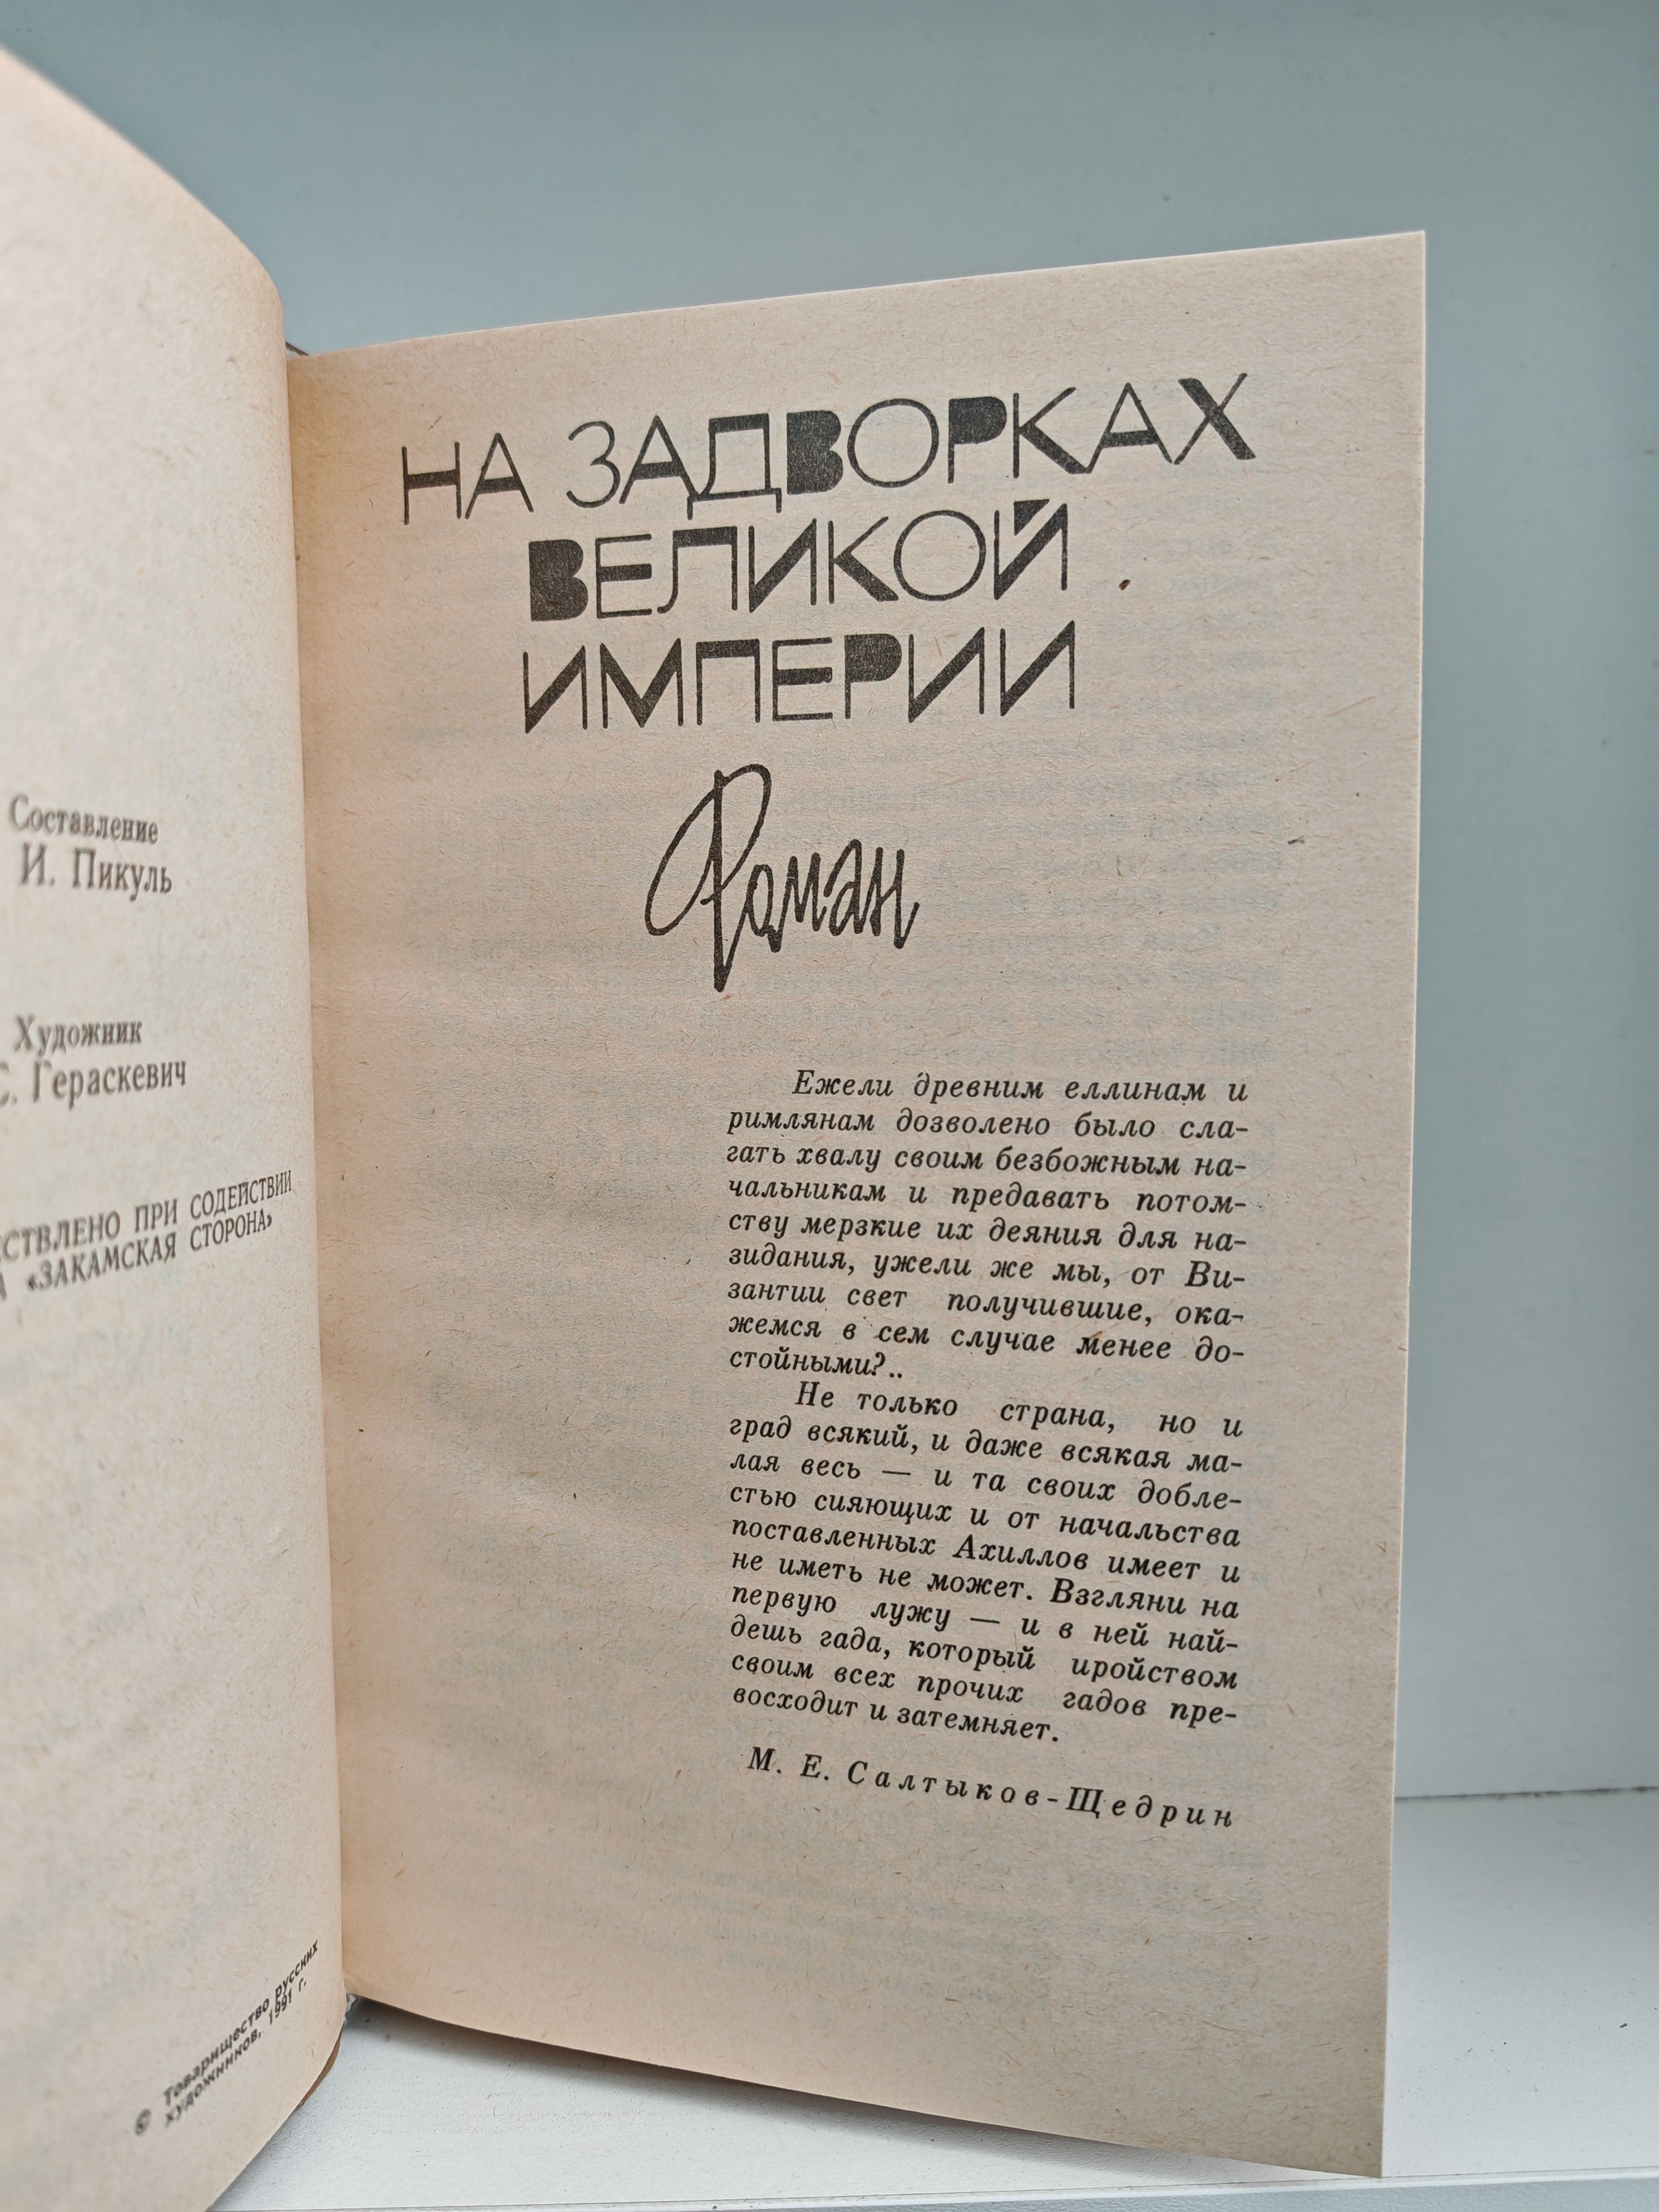 Составление
И. Пикуль
Художник
С. Гераскевич
ПРИ СОДЕЙСТВИИ
«ЗАКАМСКАЯ СТОРОНА»
© Товарищество русских
художников, 1991 г.
НА ЗАДВОРКАХ
ВЕЛИКОЙ
ИМПЕРИИ
Роман
Ежели древним еллинам и
римлянам дозволено было сла-
гать хвалу своим безбожным на-
чальникам и предавать потом-
ству мерзкие их деяния для на-
зидания, ужели же мы, от Ви-
зантии свет получившие, ока-
жемся в сем случае менее до-
стойными?..
Не только страна, но и
град всякий, и даже всякая ма-
лая весь — и та своих добле-
стью сияющих и от начальства
поставленных Ахиллов имеет и
не иметь не может. Взгляни на
первую лужу — и в ней най-
дешь гада, который иройством
своим всех прочих гадов пре-
восходит и затемняет.
М. Е. Салтыков-Щедрин